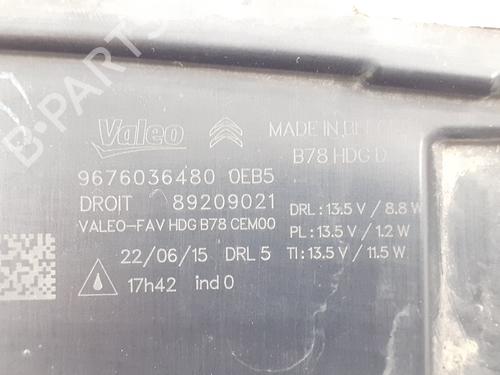 B-PARTS
Valeo
MADE IN
B78 HDG D
9676036480 0EB5
DROIT 89209021
VALEO-FAV HDG B78 CEM00
DRL : 13.5 V / 8.8 W
PL : 13.5 V / 1.2 W
TI : 13.5 V / 11.5 W
22/06/15 DRL 5
17h42 ind 0